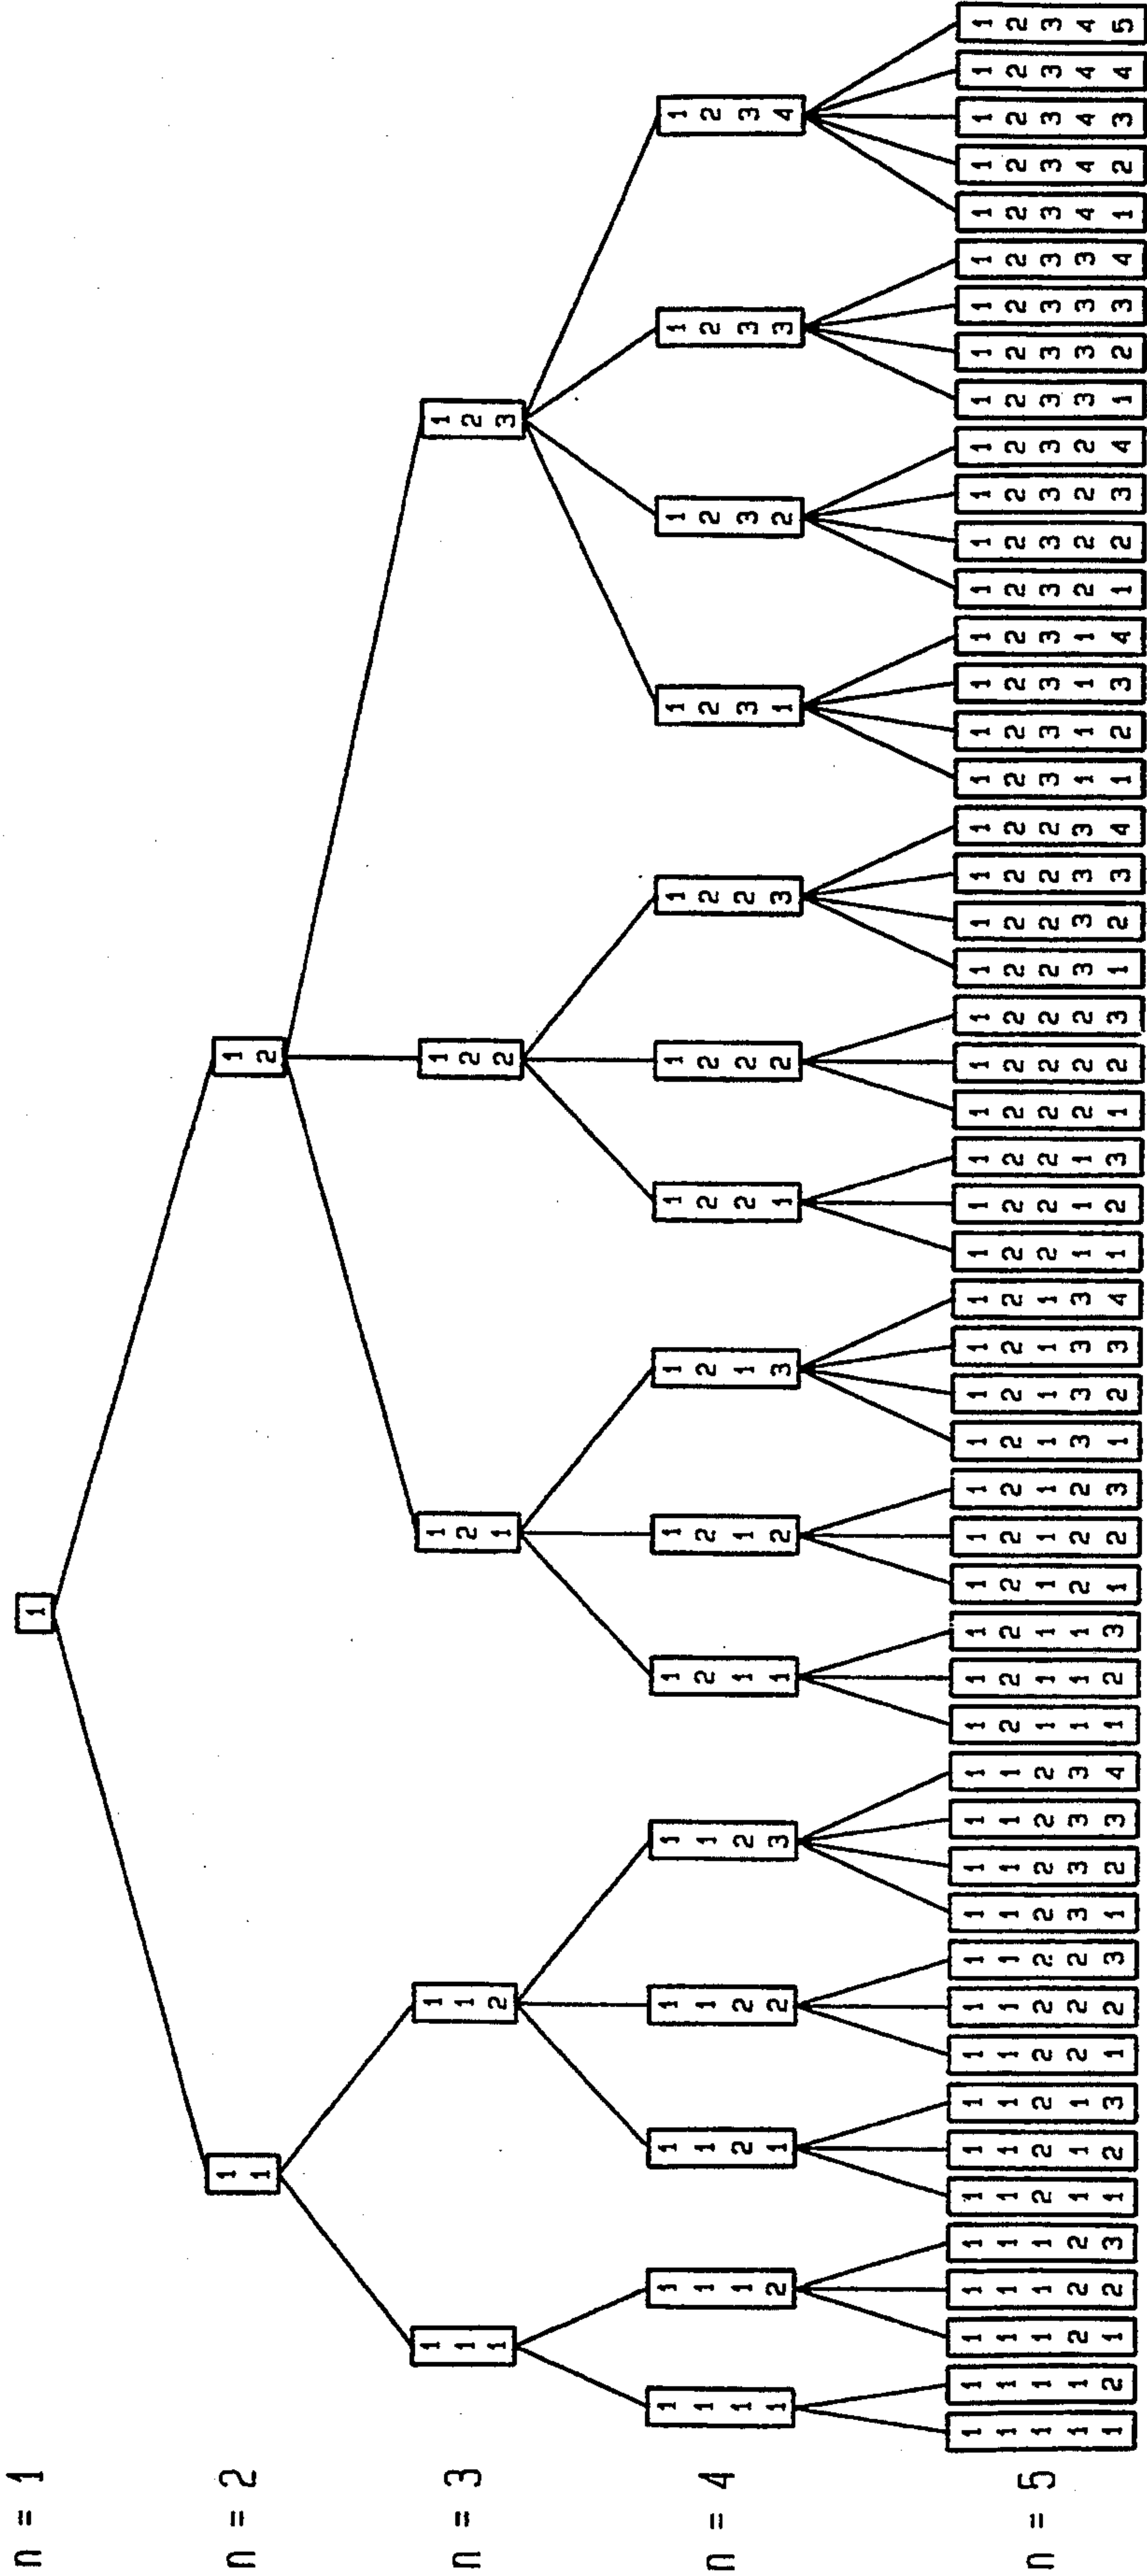 n = 1
1
n = 2
1 1
1 2
n = 3
1 1 1
1 1 2
1 2 1
1 2 2
1 2 3
n = 4
1 1 1 1
1 1 1 2
1 1 2 1
1 1 2 2
1 1 2 3
1 2 1 1
1 2 1 2
1 2 1 3
1 2 2 1
1 2 2 2
1 2 2 3
1 2 3 1
1 2 3 2
1 2 3 3
1 2 3 4
n = 5
1 1 1 1 1
1 1 1 1 2
1 1 1 2 1
1 1 1 2 2
1 1 1 2 3
1 1 2 1 1
1 1 2 1 2
1 1 2 1 3
1 1 2 2 1
1 1 2 2 2
1 1 2 2 3
1 1 2 3 1
1 1 2 3 2
1 1 2 3 3
1 1 2 3 4
1 2 1 1 1
1 2 1 1 2
1 2 1 1 3
1 2 1 2 1
1 2 1 2 2
1 2 1 2 3
1 2 1 3 1
1 2 1 3 2
1 2 1 3 3
1 2 1 3 4
1 2 2 1 1
1 2 2 1 2
1 2 2 1 3
1 2 2 2 1
1 2 2 2 2
1 2 2 2 3
1 2 2 3 1
1 2 2 3 2
1 2 2 3 3
1 2 2 3 4
1 2 3 1 1
1 2 3 1 2
1 2 3 1 3
1 2 3 1 4
1 2 3 2 1
1 2 3 2 2
1 2 3 2 3
1 2 3 2 4
1 2 3 3 1
1 2 3 3 2
1 2 3 3 3
1 2 3 3 4
1 2 3 4 1
1 2 3 4 2
1 2 3 4 3
1 2 3 4 4
1 2 3 4 5